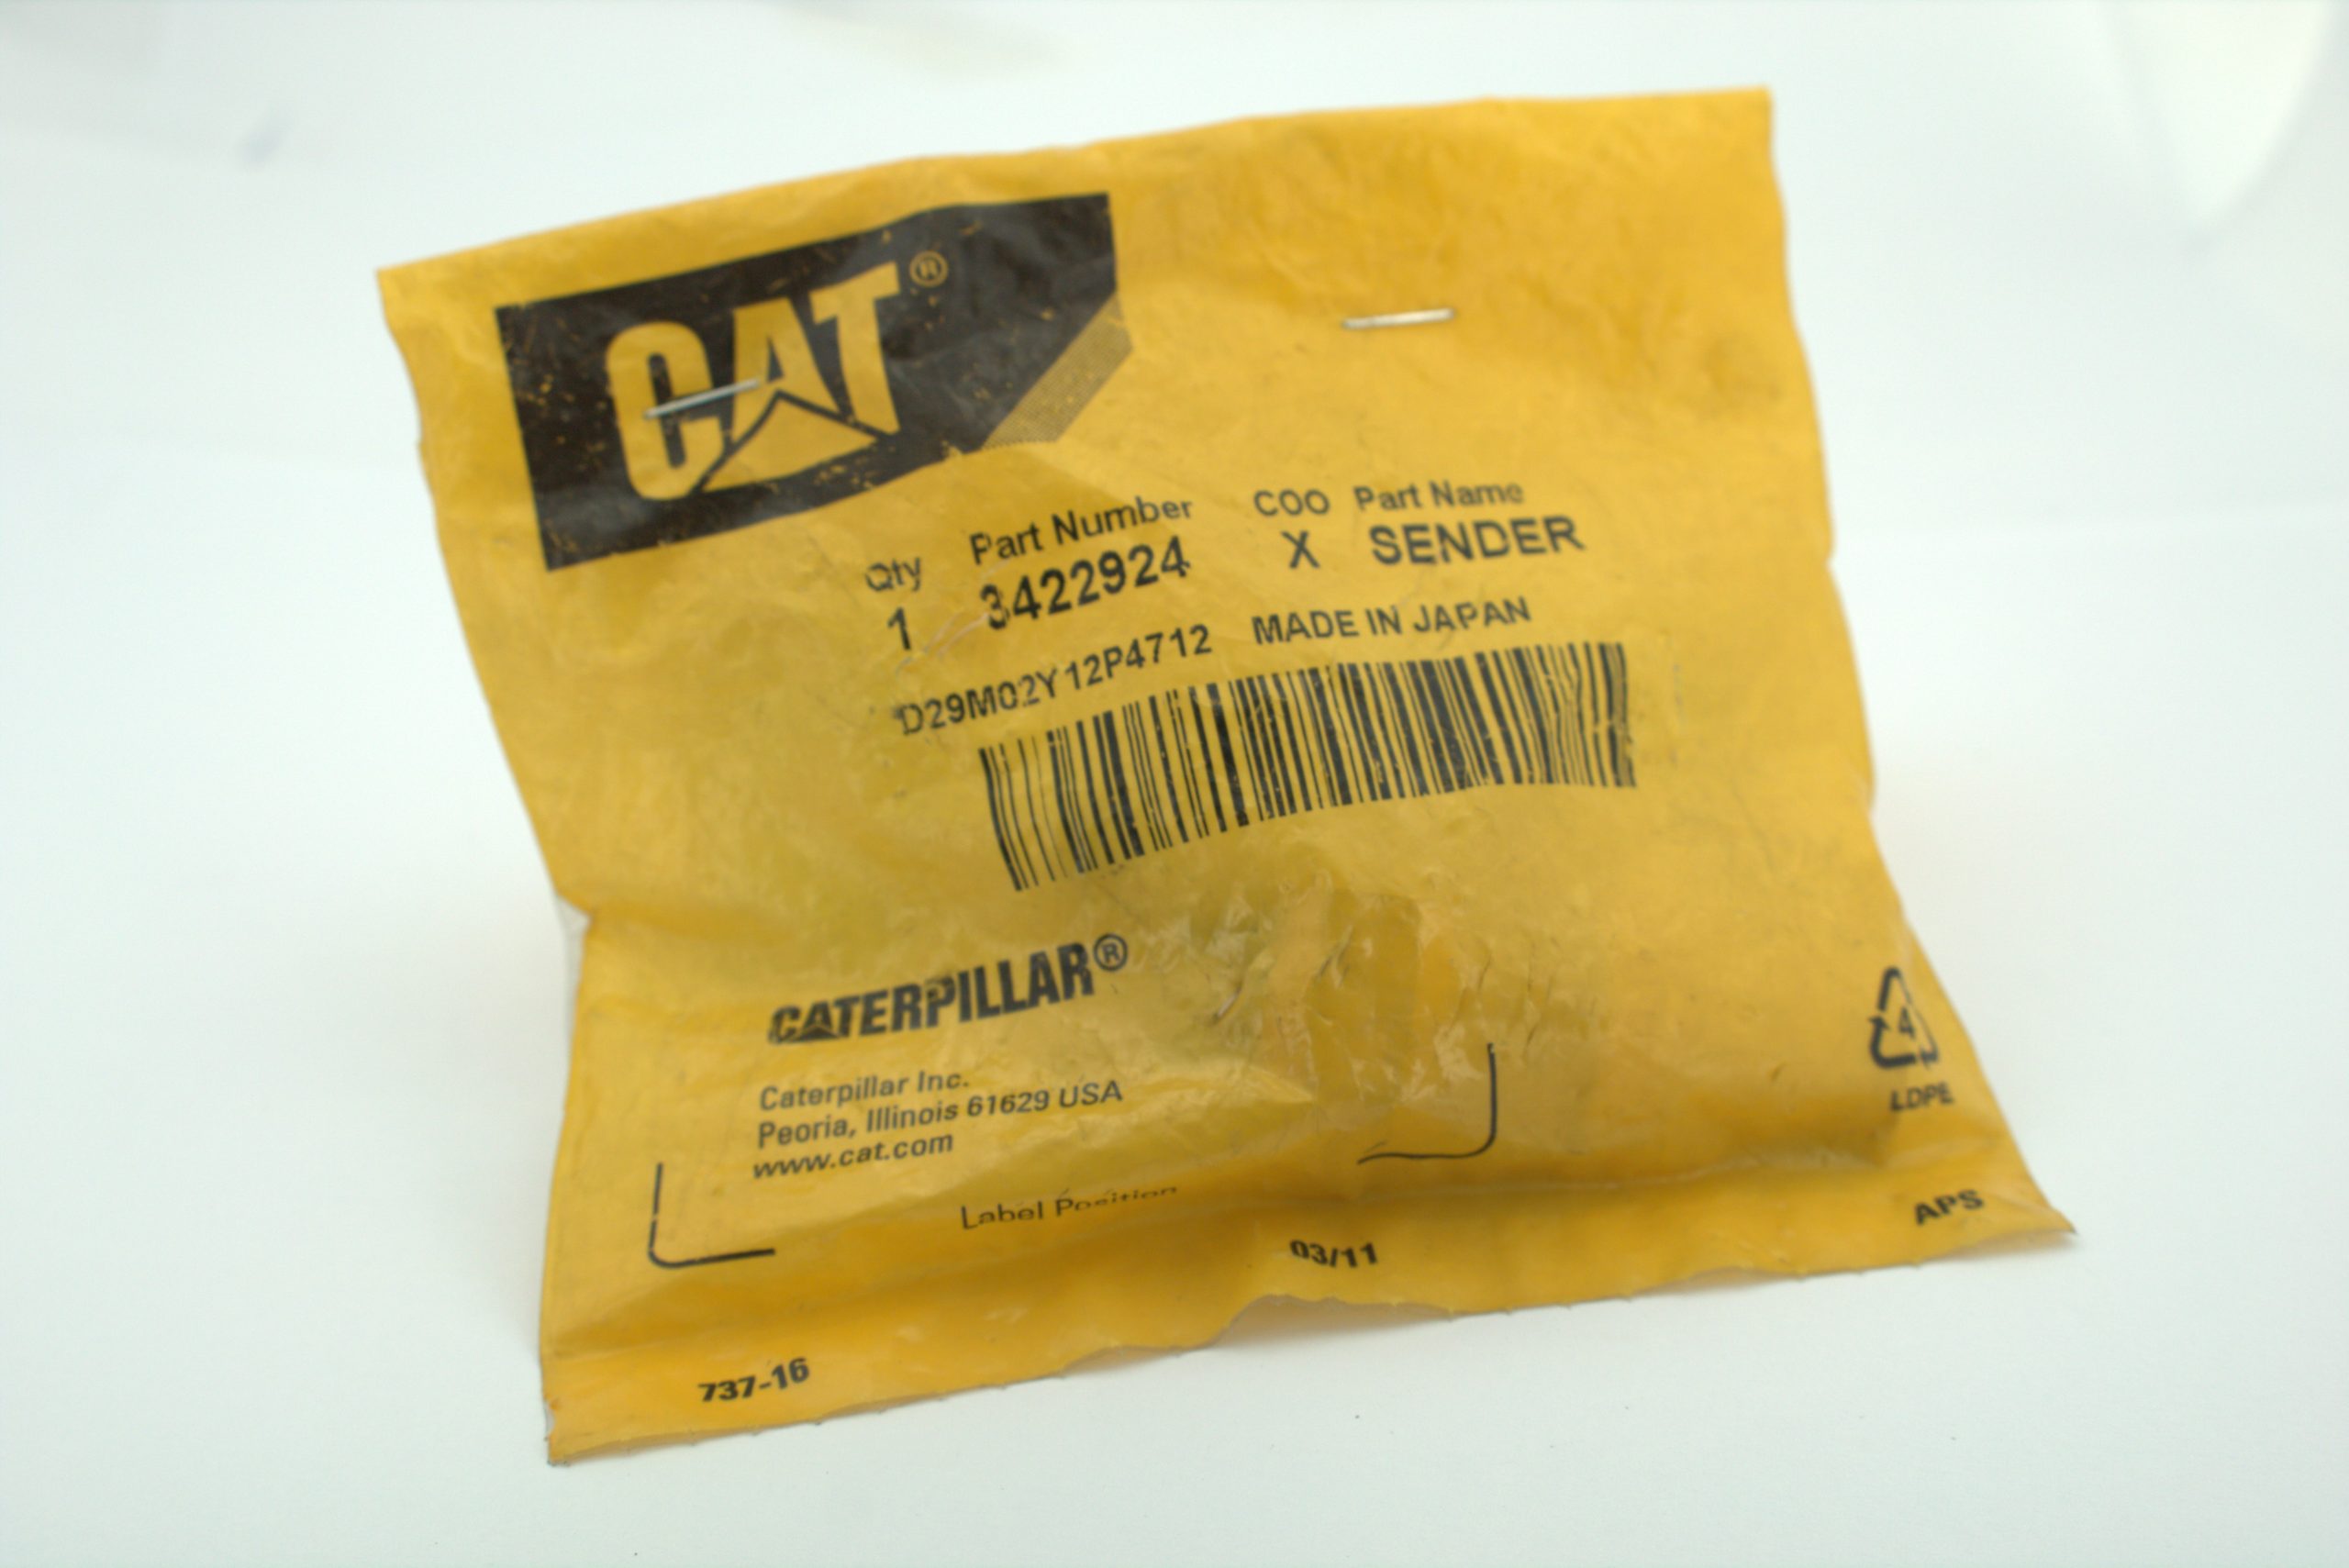 CAT®
Qty Part Number COO Part Name
1 3422924 X SENDER
D29M02Y12P4712 MADE IN JAPAN
CATERPILLAR®
Caterpillar Inc.
Peoria, Illinois 61629 USA
www.cat.com
4
LDPE
Label Position
737-16 03/11 APS